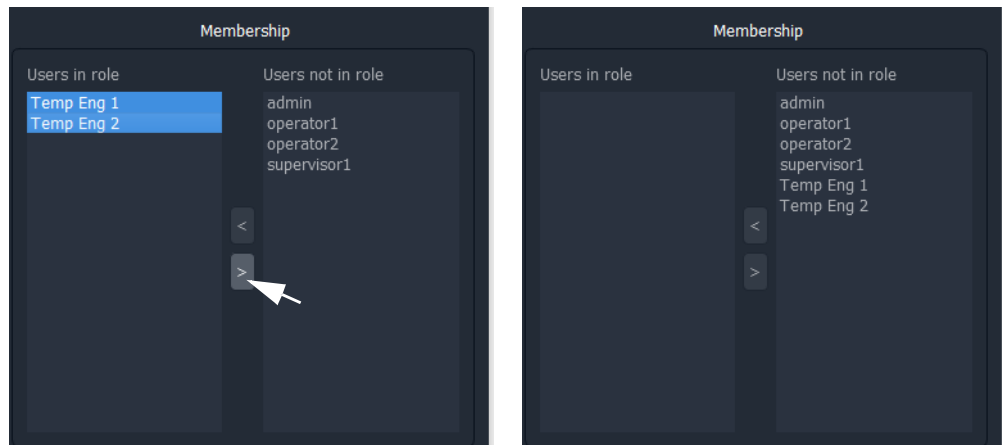 Membership
Users in role
Temp Eng 1
Temp Eng 2
<
>
Users not in role
admin
operator1
operator2
supervisor1
Membership
Users in role
<
>
Users not in role
admin
operator1
operator2
supervisor1
Temp Eng 1
Temp Eng 2